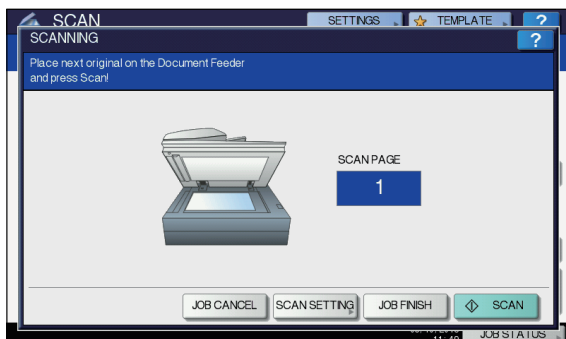 SCAN
SETTINGS
TEMPLATE
?
SCANNING
?
Place next original on the Document Feeder
and press Scan!
SCAN PAGE
1
JOB CANCEL
SCAN SETTING
JOB FINISH
SCAN
JOB STATUS